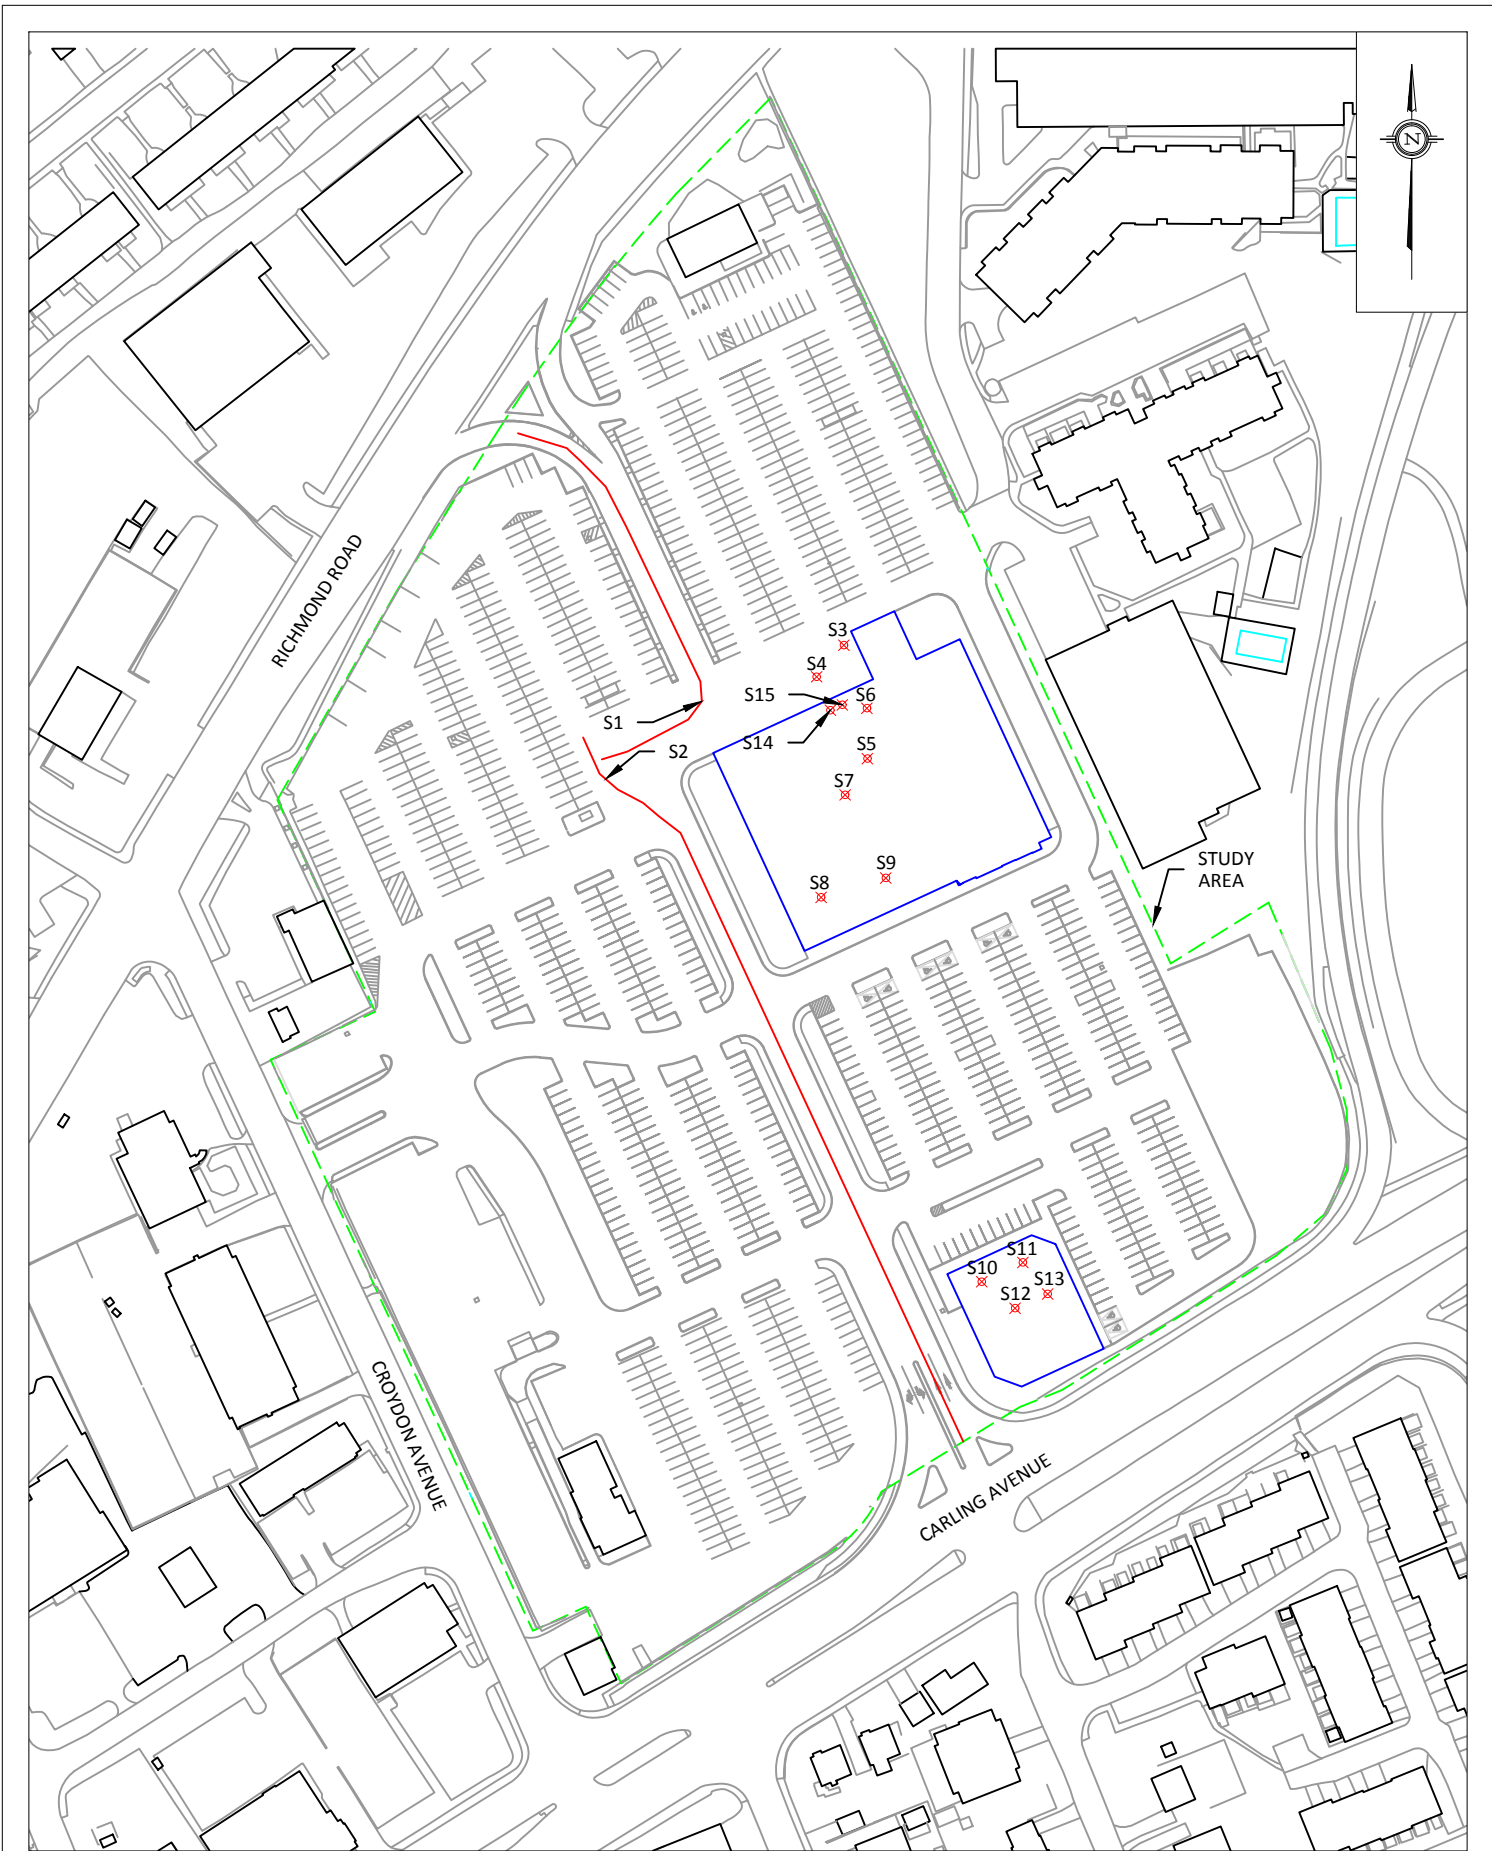 N
RICHMOND ROAD
S3
S4
S15
S6
S1
S14
S2
S5
S7
STUDY
AREA
S9
S8
S11
S10
S13
S12
CROYDON AVENUE
CARLING AVENUE